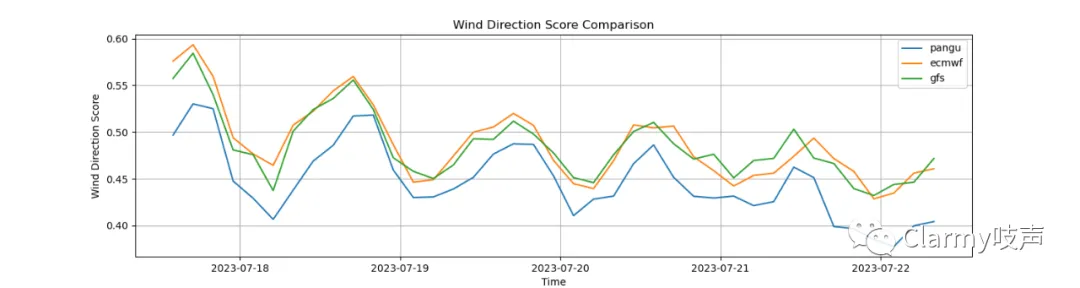 Wind Direction Score Comparison
Wind Direction Score
0.60
0.55
0.50
0.45
0.40
pangu
ecmwf
gfs
2023-07-18
2023-07-19
2023-07-20
2023-07-21
2023-07-22
Time
Clarmy吱声